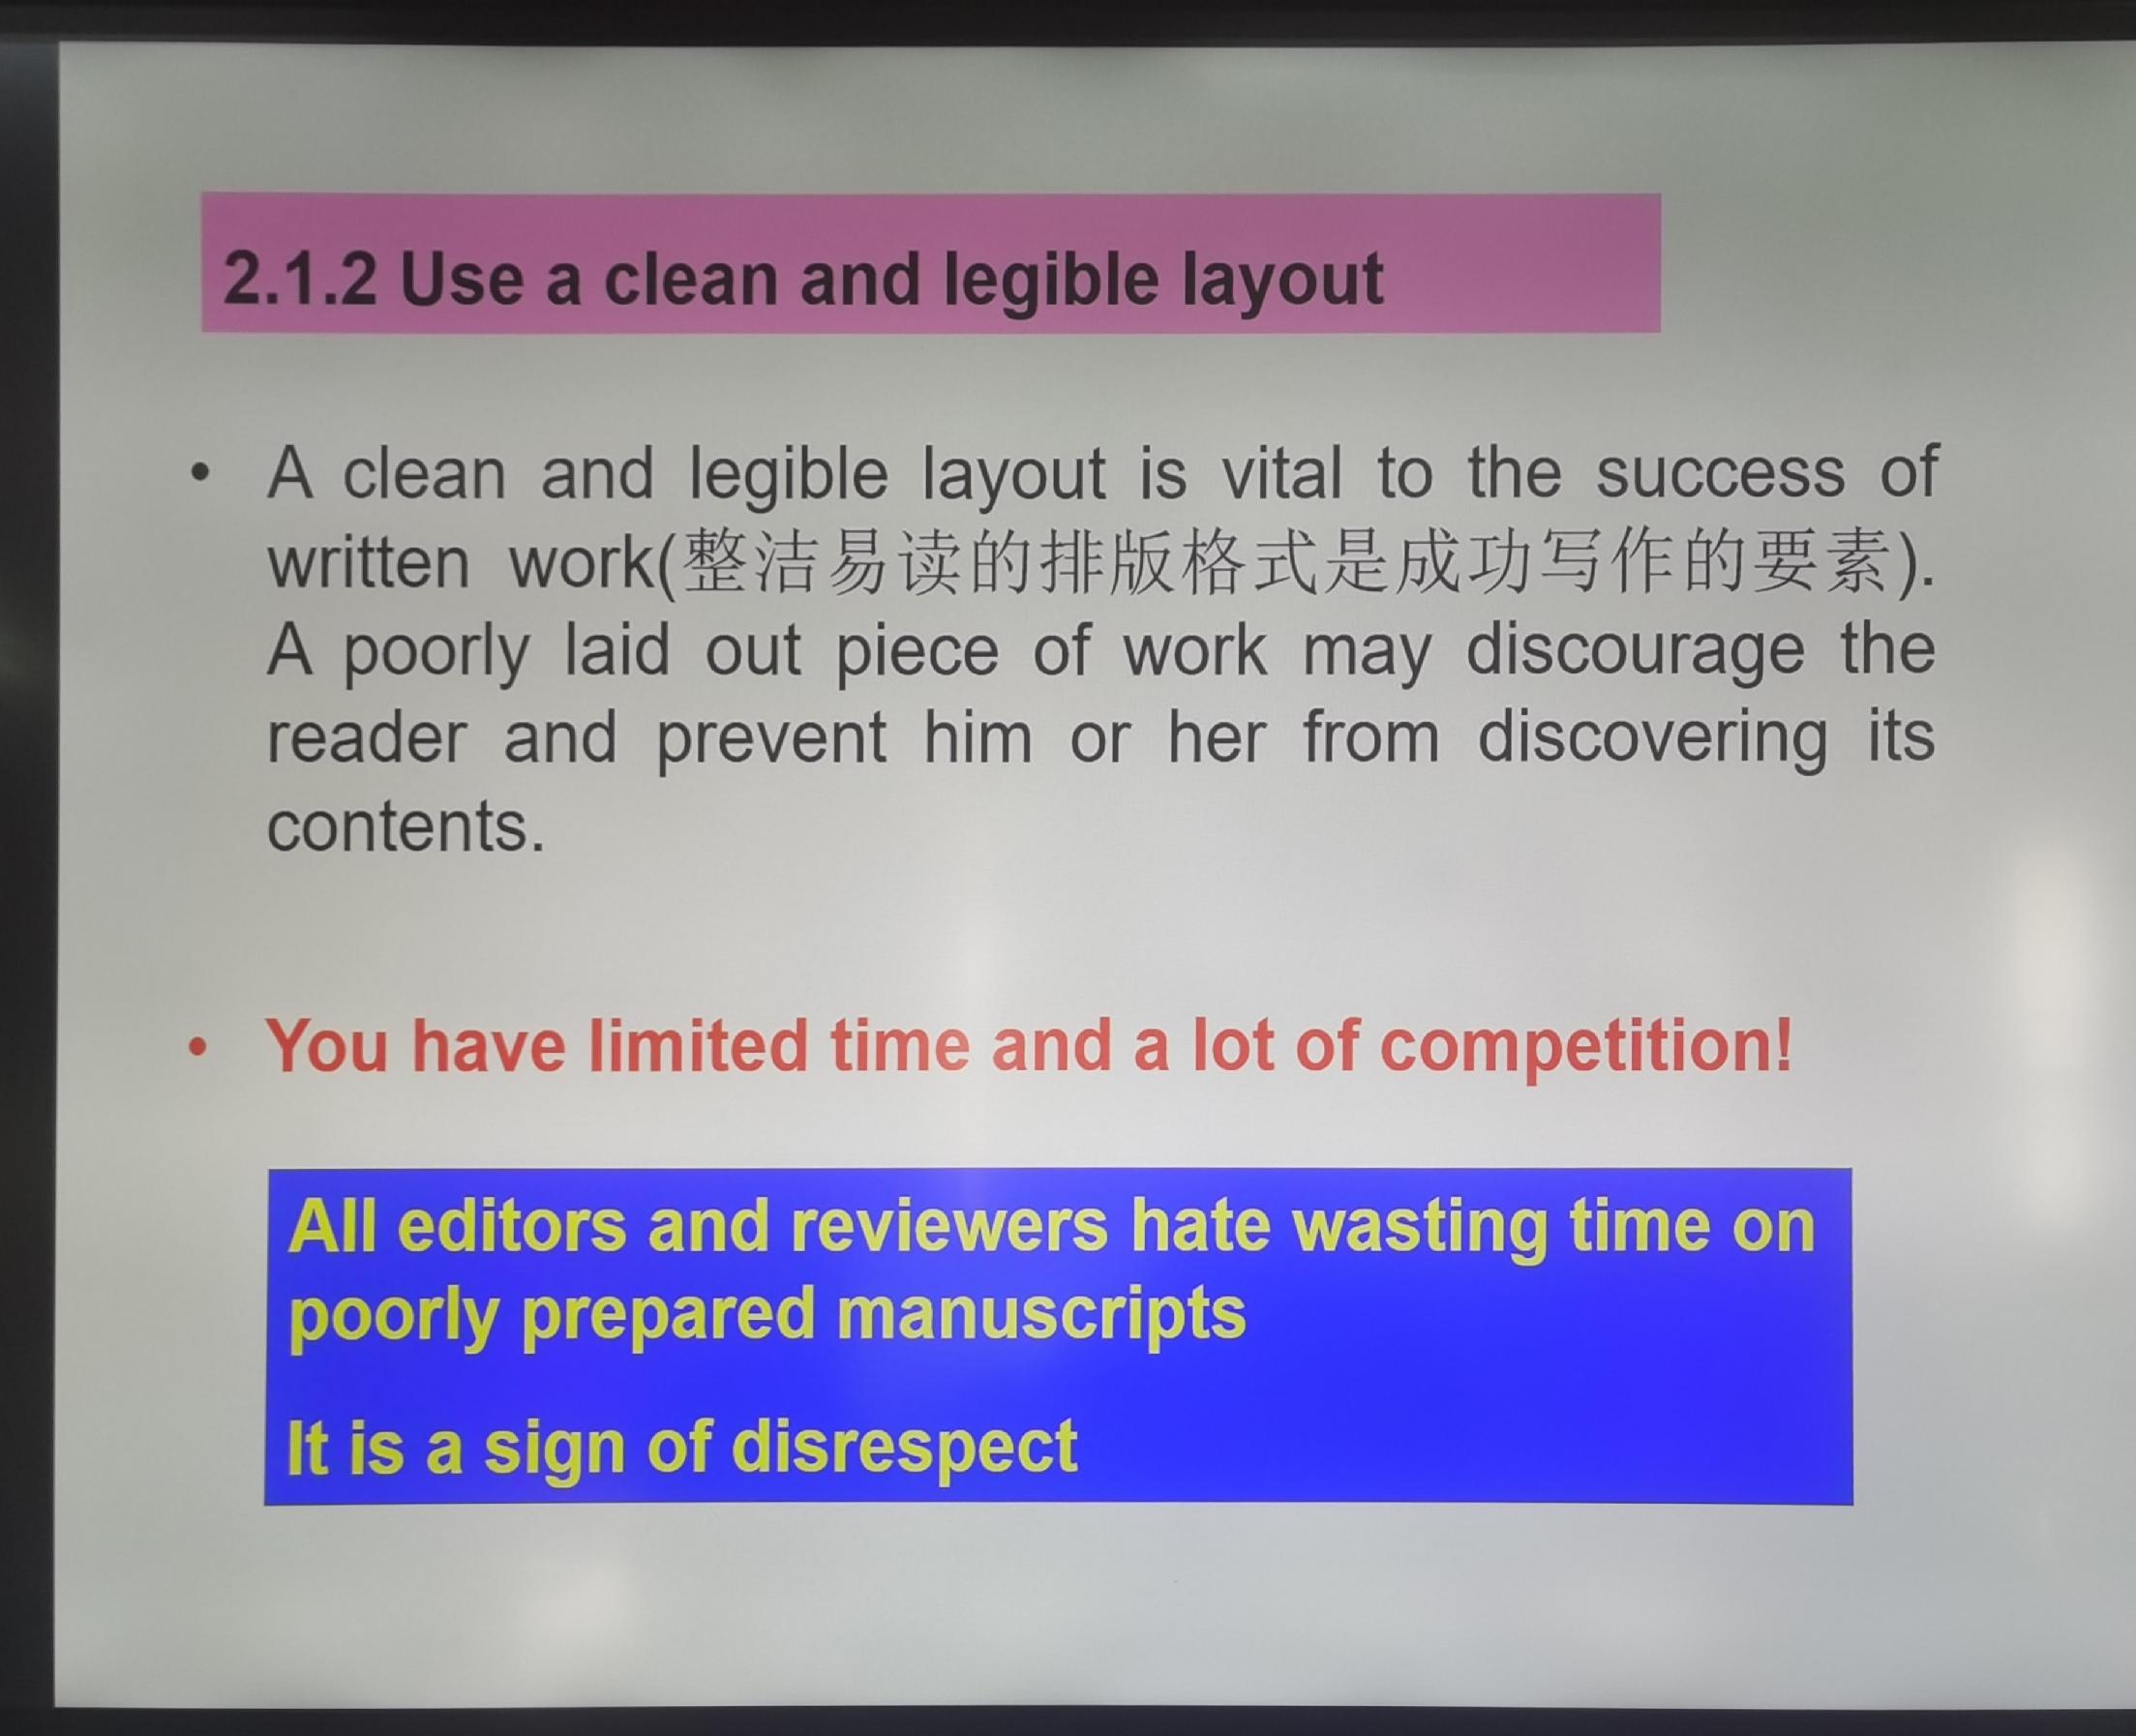 2.1.2 Use a clean and legible layout
• A clean and legible layout is vital to the success of
written work(整洁易读的排版格式是成功写作的要素).
A poorly laid out piece of work may discourage the
reader and prevent him or her from discovering its
contents.
• You have limited time and a lot of competition!
All editors and reviewers hate wasting time on
poorly prepared manuscripts
It is a sign of disrespect